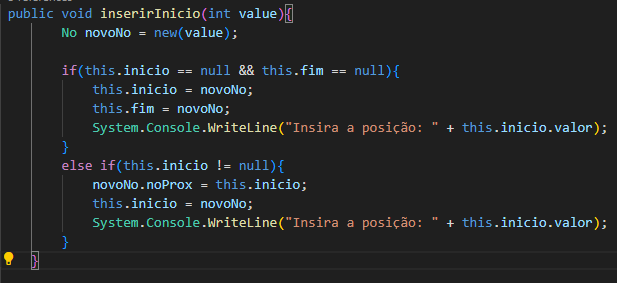 public void inserirInicio(int value){
No novoNo = new(value);
if(this.inicio == null && this.fim == null){
this.inicio = novoNo;
this.fim = novoNo;
System.Console.WriteLine("Insira a posição: " + this.inicio.valor);
}
else if(this.inicio != null){
novoNo.noProx = this.inicio;
this.inicio = novoNo;
System.Console.WriteLine("Insira a posição: " + this.inicio.valor);
}
}